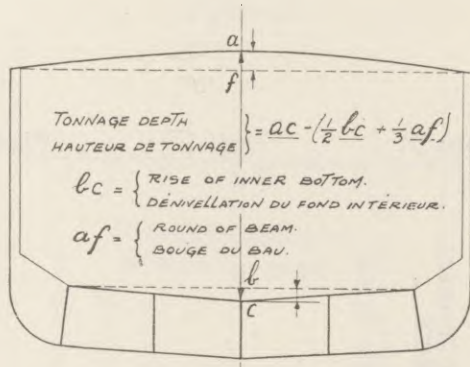 a
f
TONNAGE DEPTH
HAUTEUR DE TONNAGE } = ac - (1/2 bc + 1/3 af)
bc = { RISE OF INNER BOTTOM.
DÉNIVELLATION DU FOND INTÉRIEUR.
af = { ROUND OF BEAM.
BOUGE DU BAU.
b
c